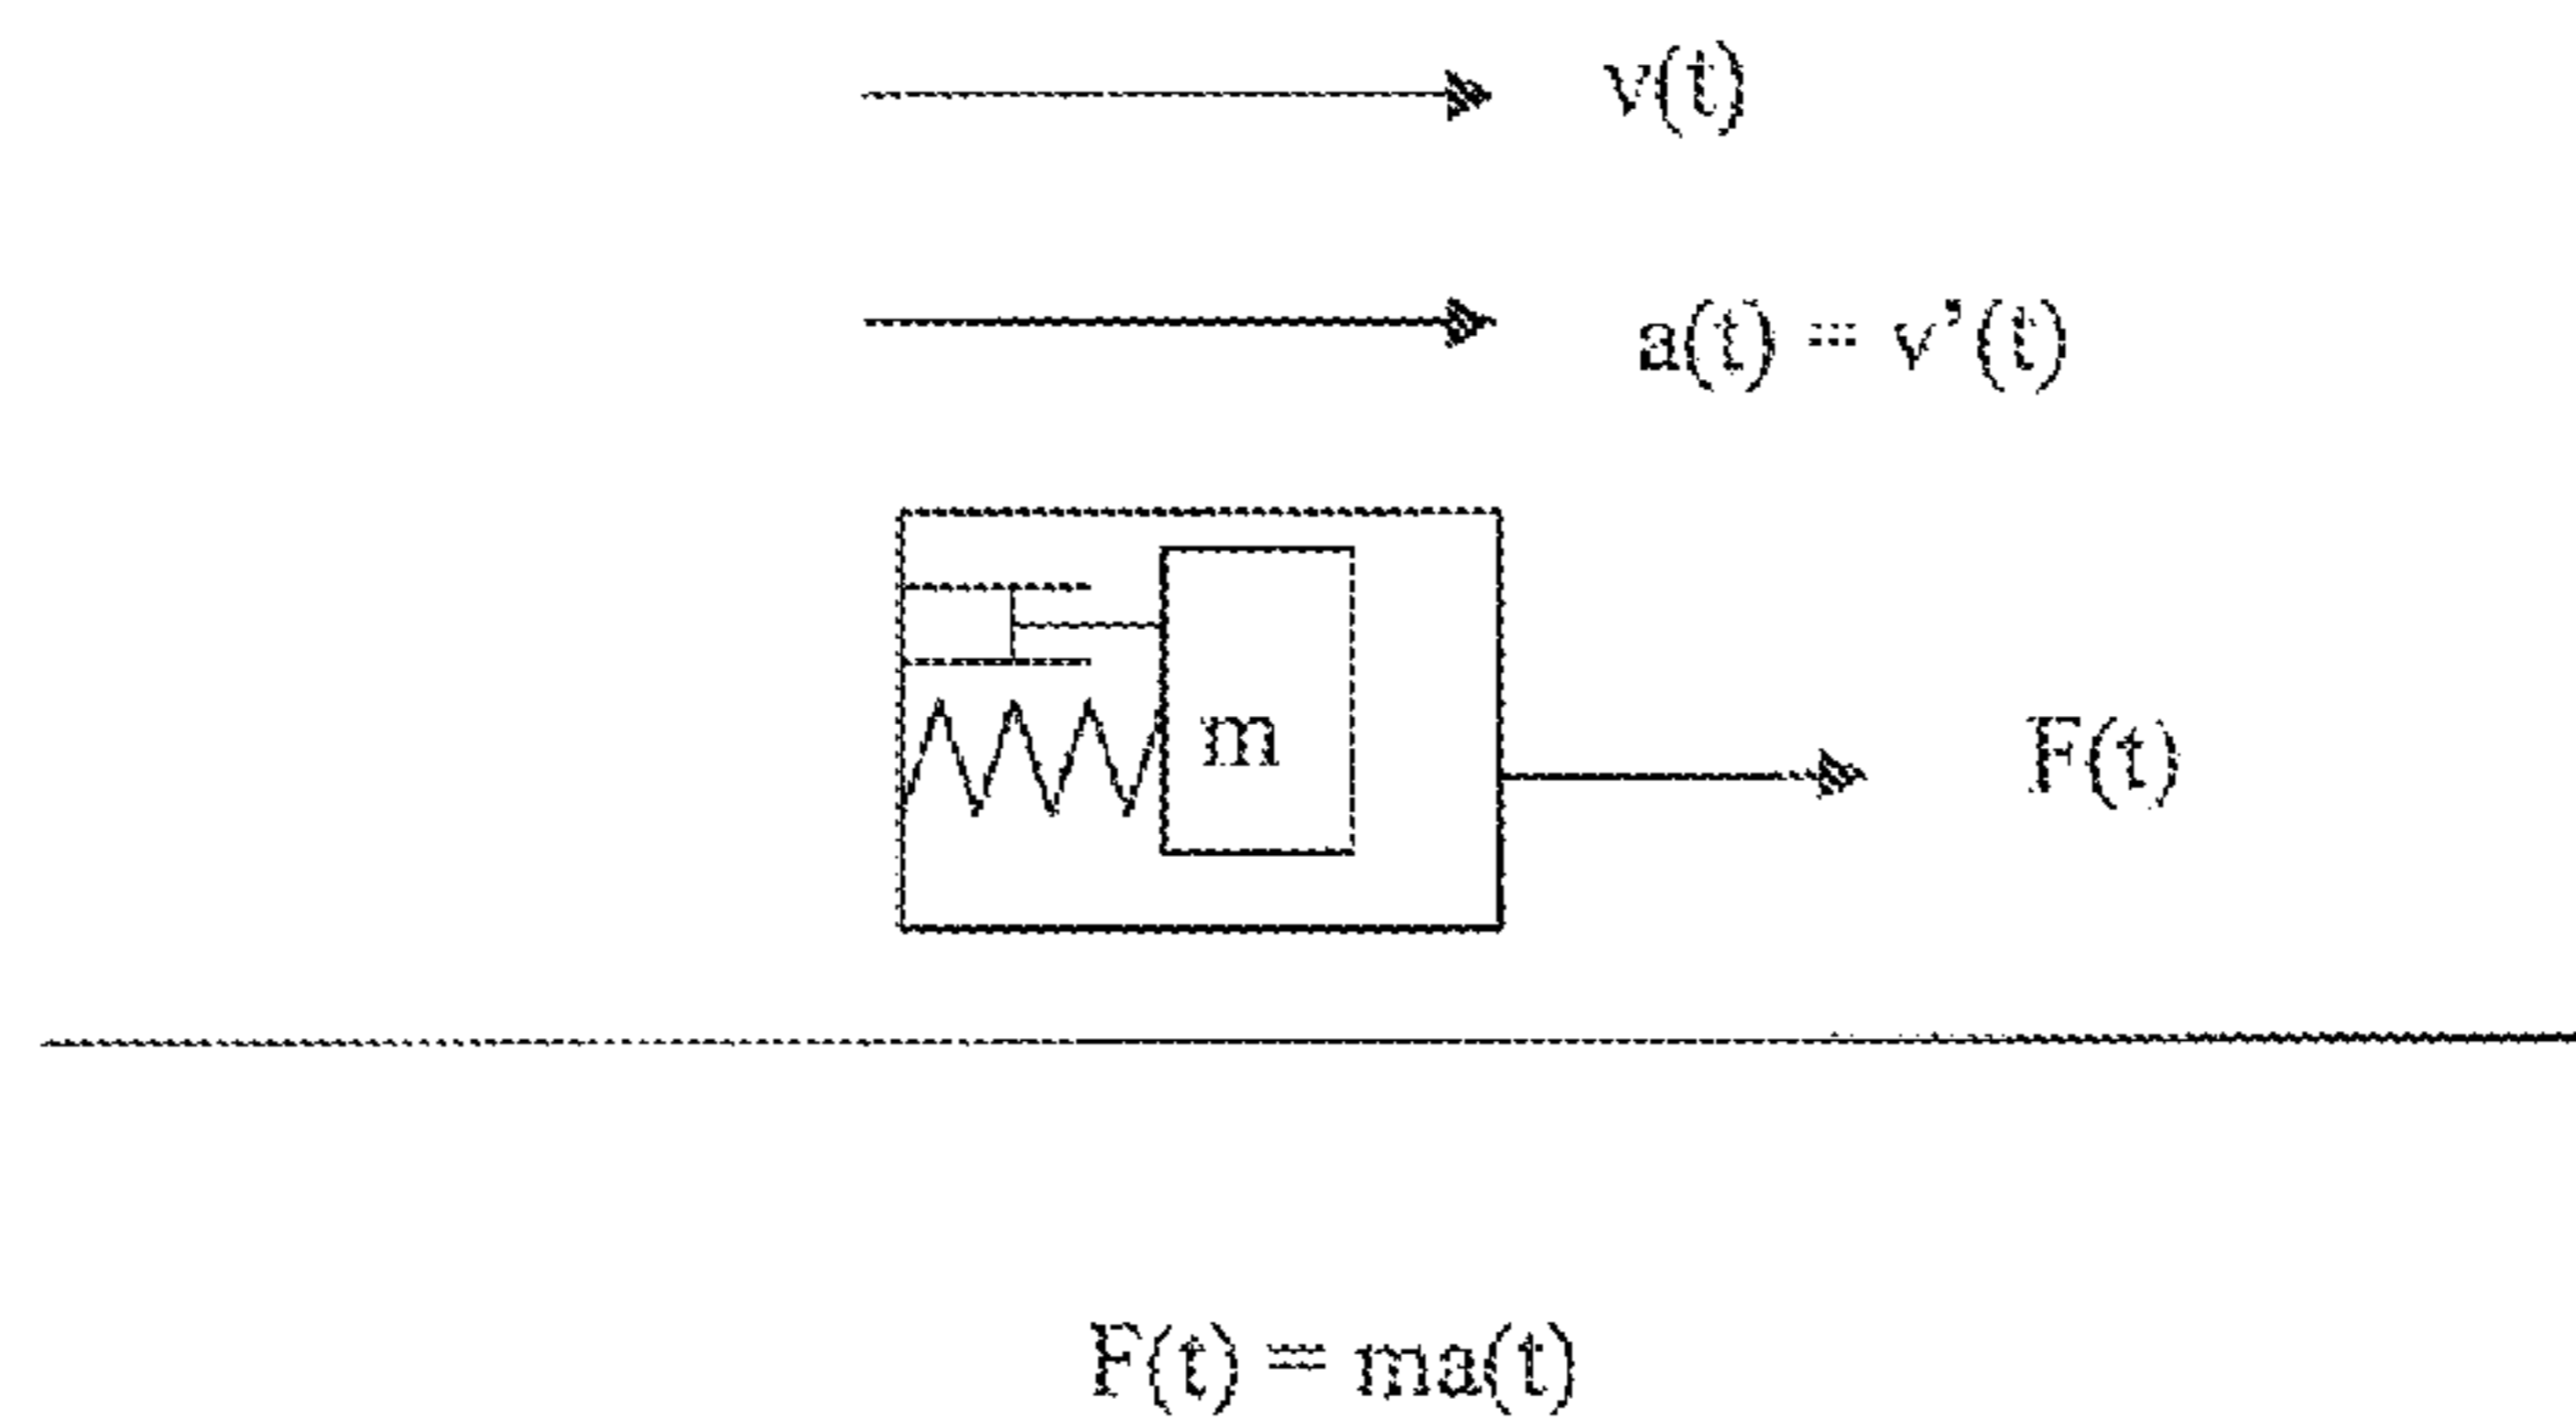 v(t)
a(t) = v’(t)
m
F(t)
F(t) = ma(t)